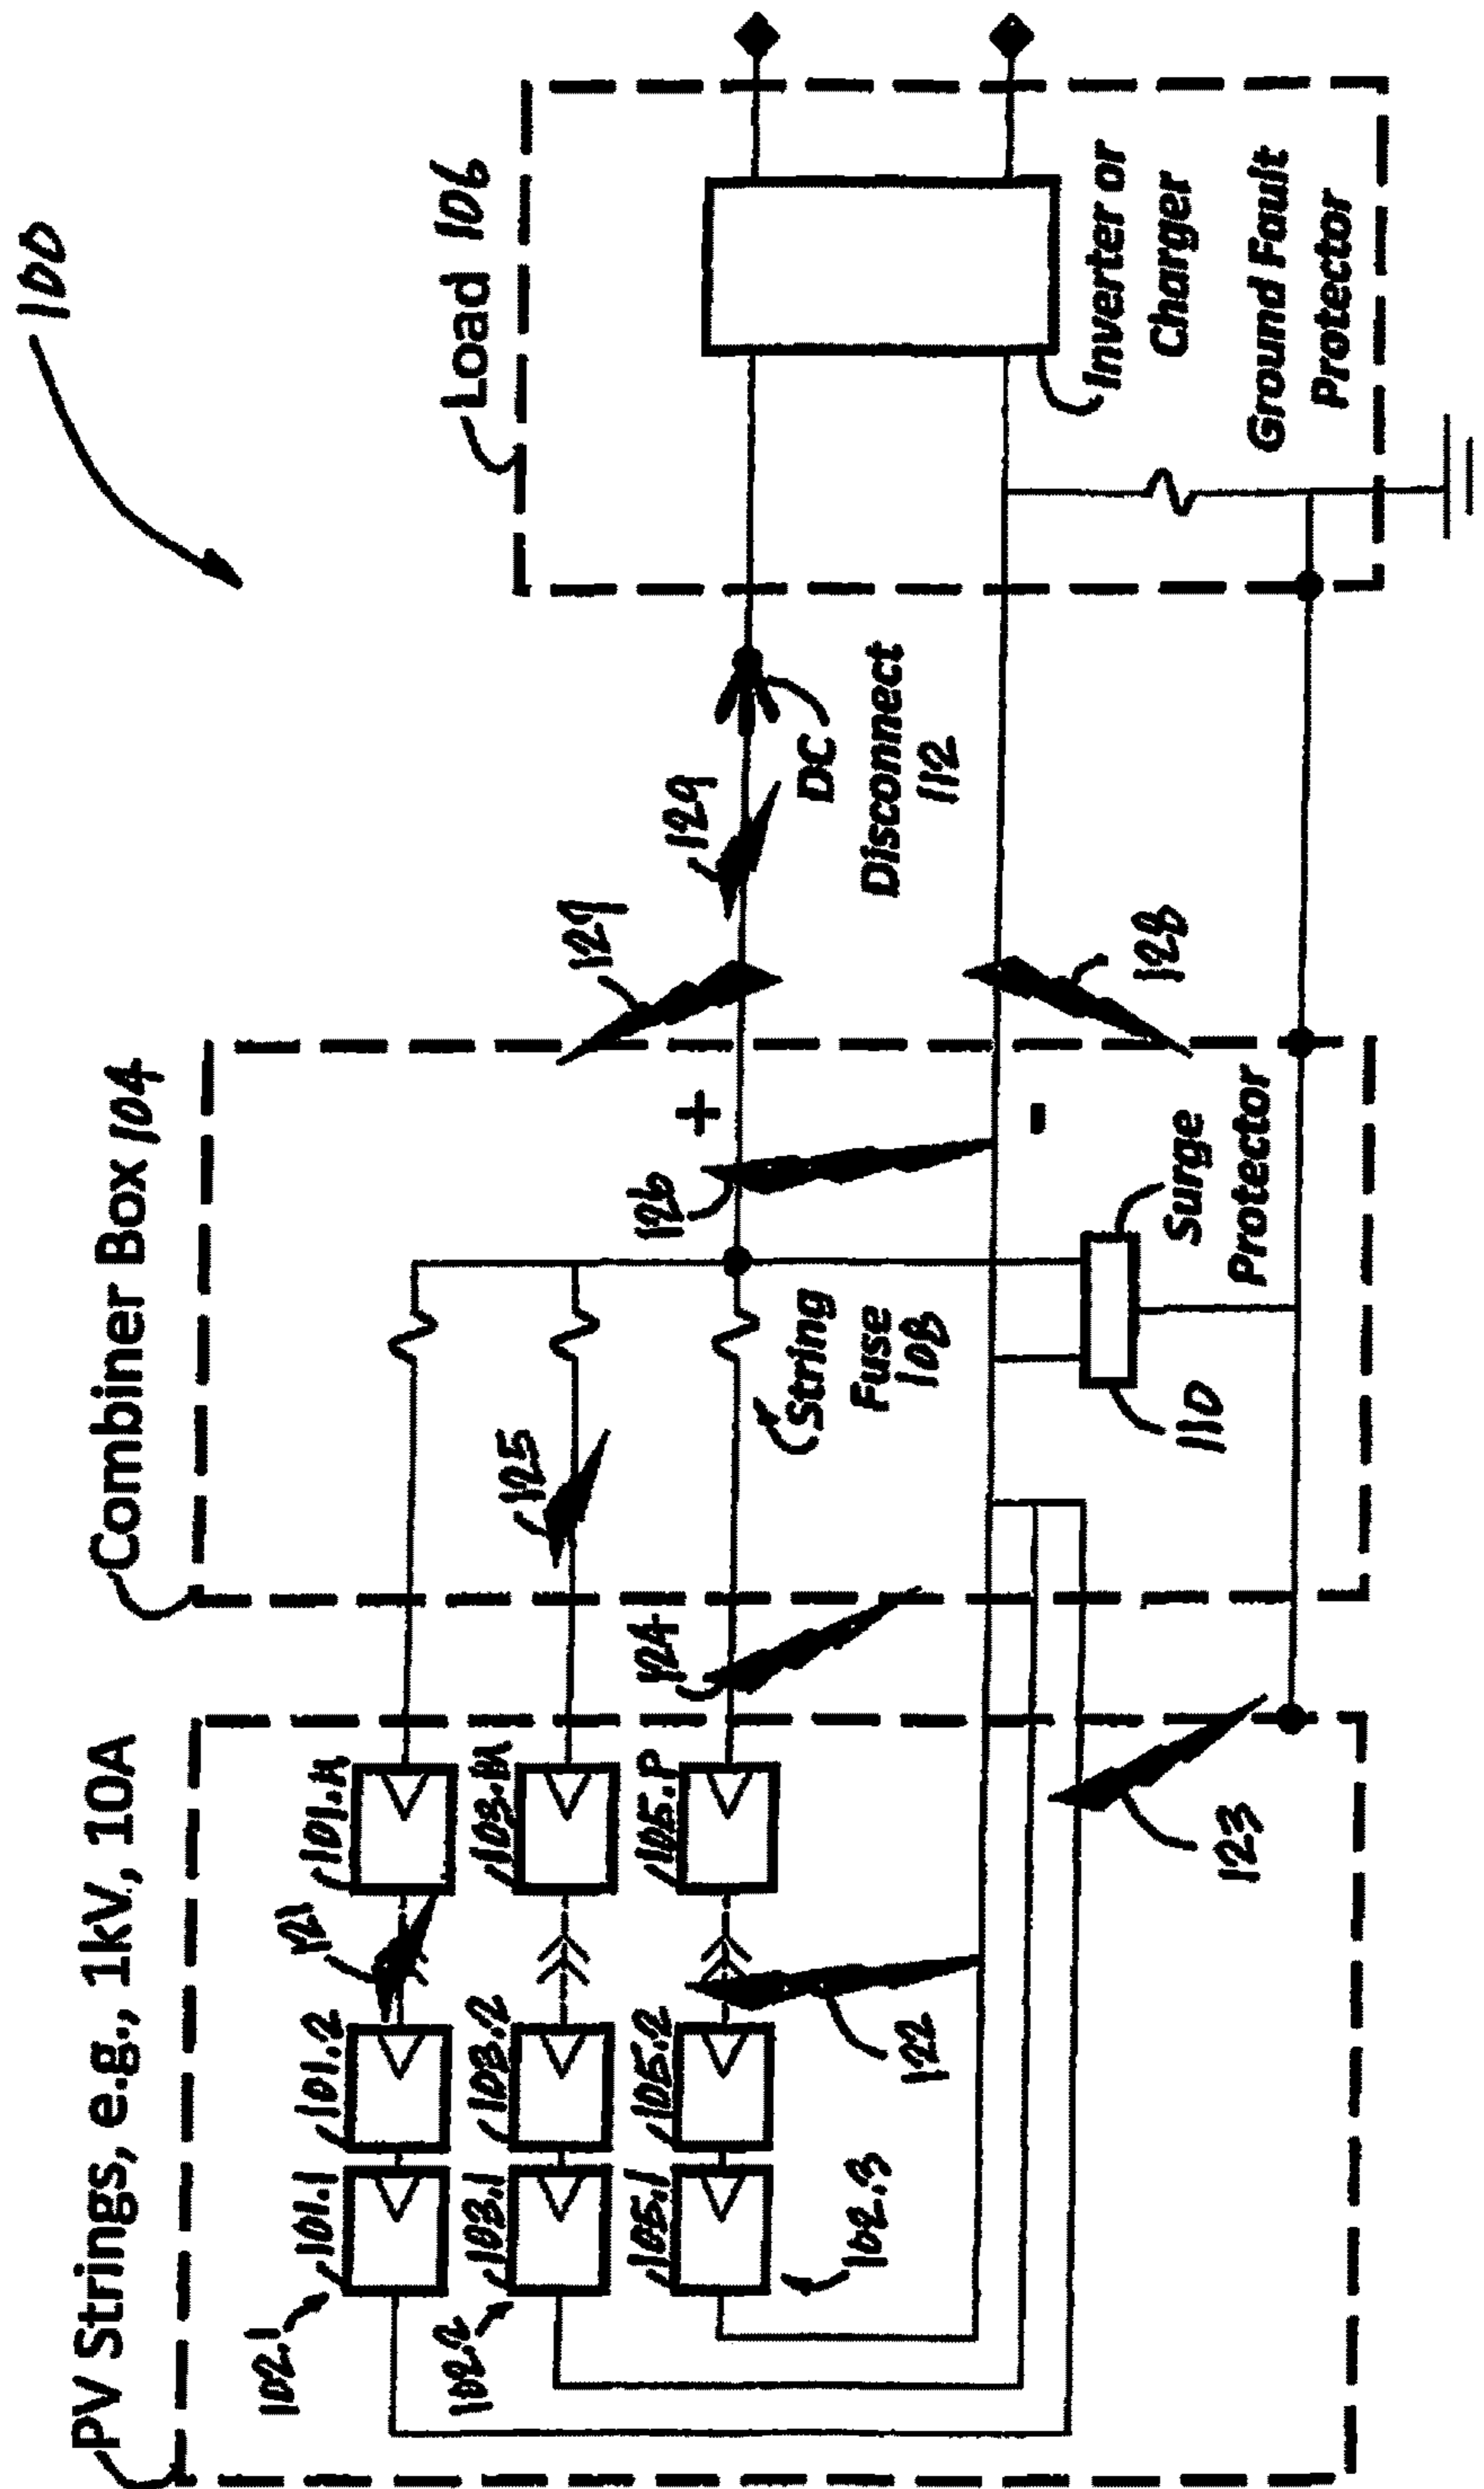 100
PV Strings, e.g., 1kV, 10A
Combiner Box 104
Load 106
102.1
101.1
101.2
121
101.N
102.2
103.1
103.2
103.M
125
102.3
105.1
105.2
105.P
124
122
123
String
Fuse
108
126
+
-
127
128
129
DC
Disconnect
112
110
Surge
Protector
Inverter or
Charger
Ground Fault
Protector